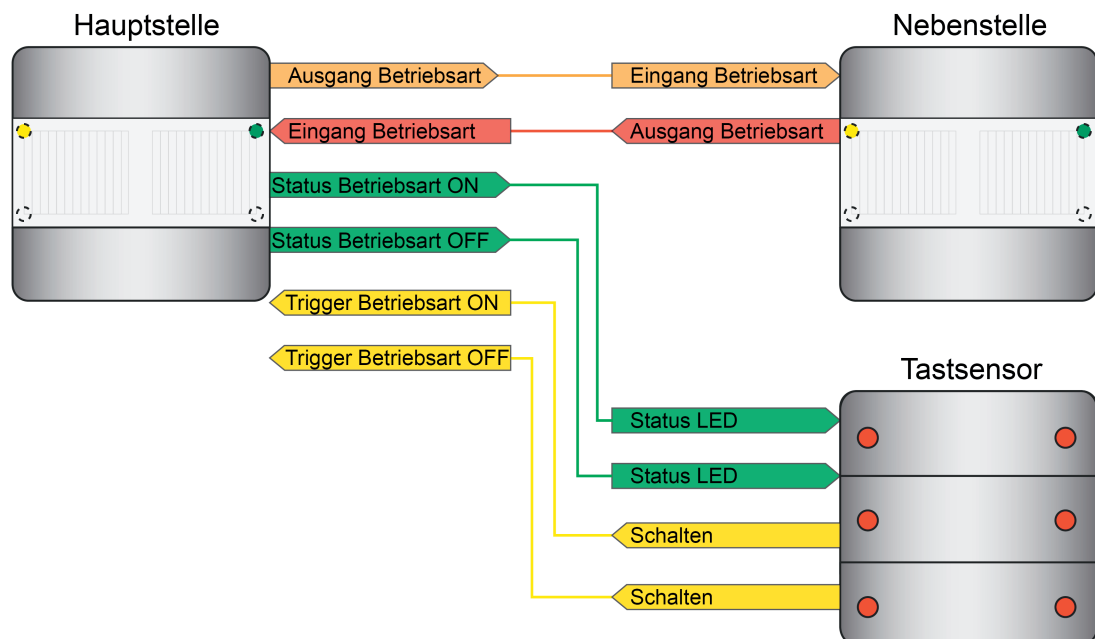 Hauptstelle
Nebenstelle
Ausgang Betriebsart
Eingang Betriebsart
Eingang Betriebsart
Ausgang Betriebsart
Status Betriebsart ON
Status Betriebsart OFF
Trigger Betriebsart ON
Trigger Betriebsart OFF
Tastsensor
Status LED
Status LED
Schalten
Schalten